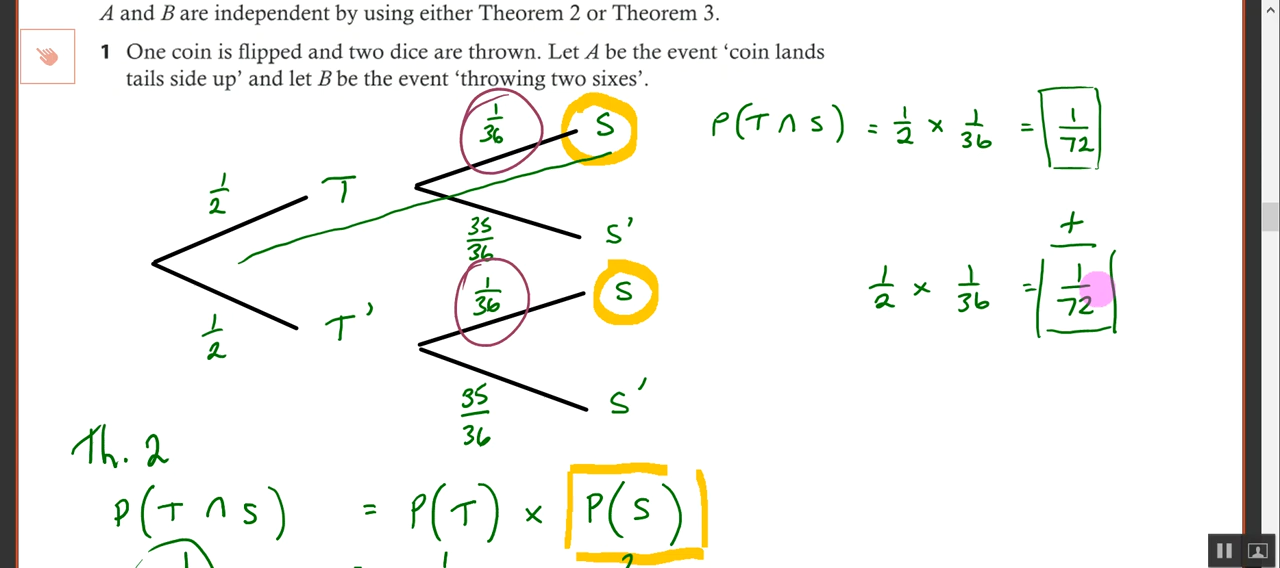 A and B are independent by using either Theorem 2 or Theorem 3.
1 One coin is flipped and two dice are thrown. Let A be the event ‘coin lands
tails side up’ and let B be the event ‘throwing two sixes’.
1/36 S
P(T ∩ S) = 1/2 × 1/36 = 1/72
1/2 T
35/36 S'
+
1/36 S
1/2 × 1/36 = 1/72
1/2 T'
35/36 S'
Th. 2
P(T ∩ S) = P(T) × P(S)